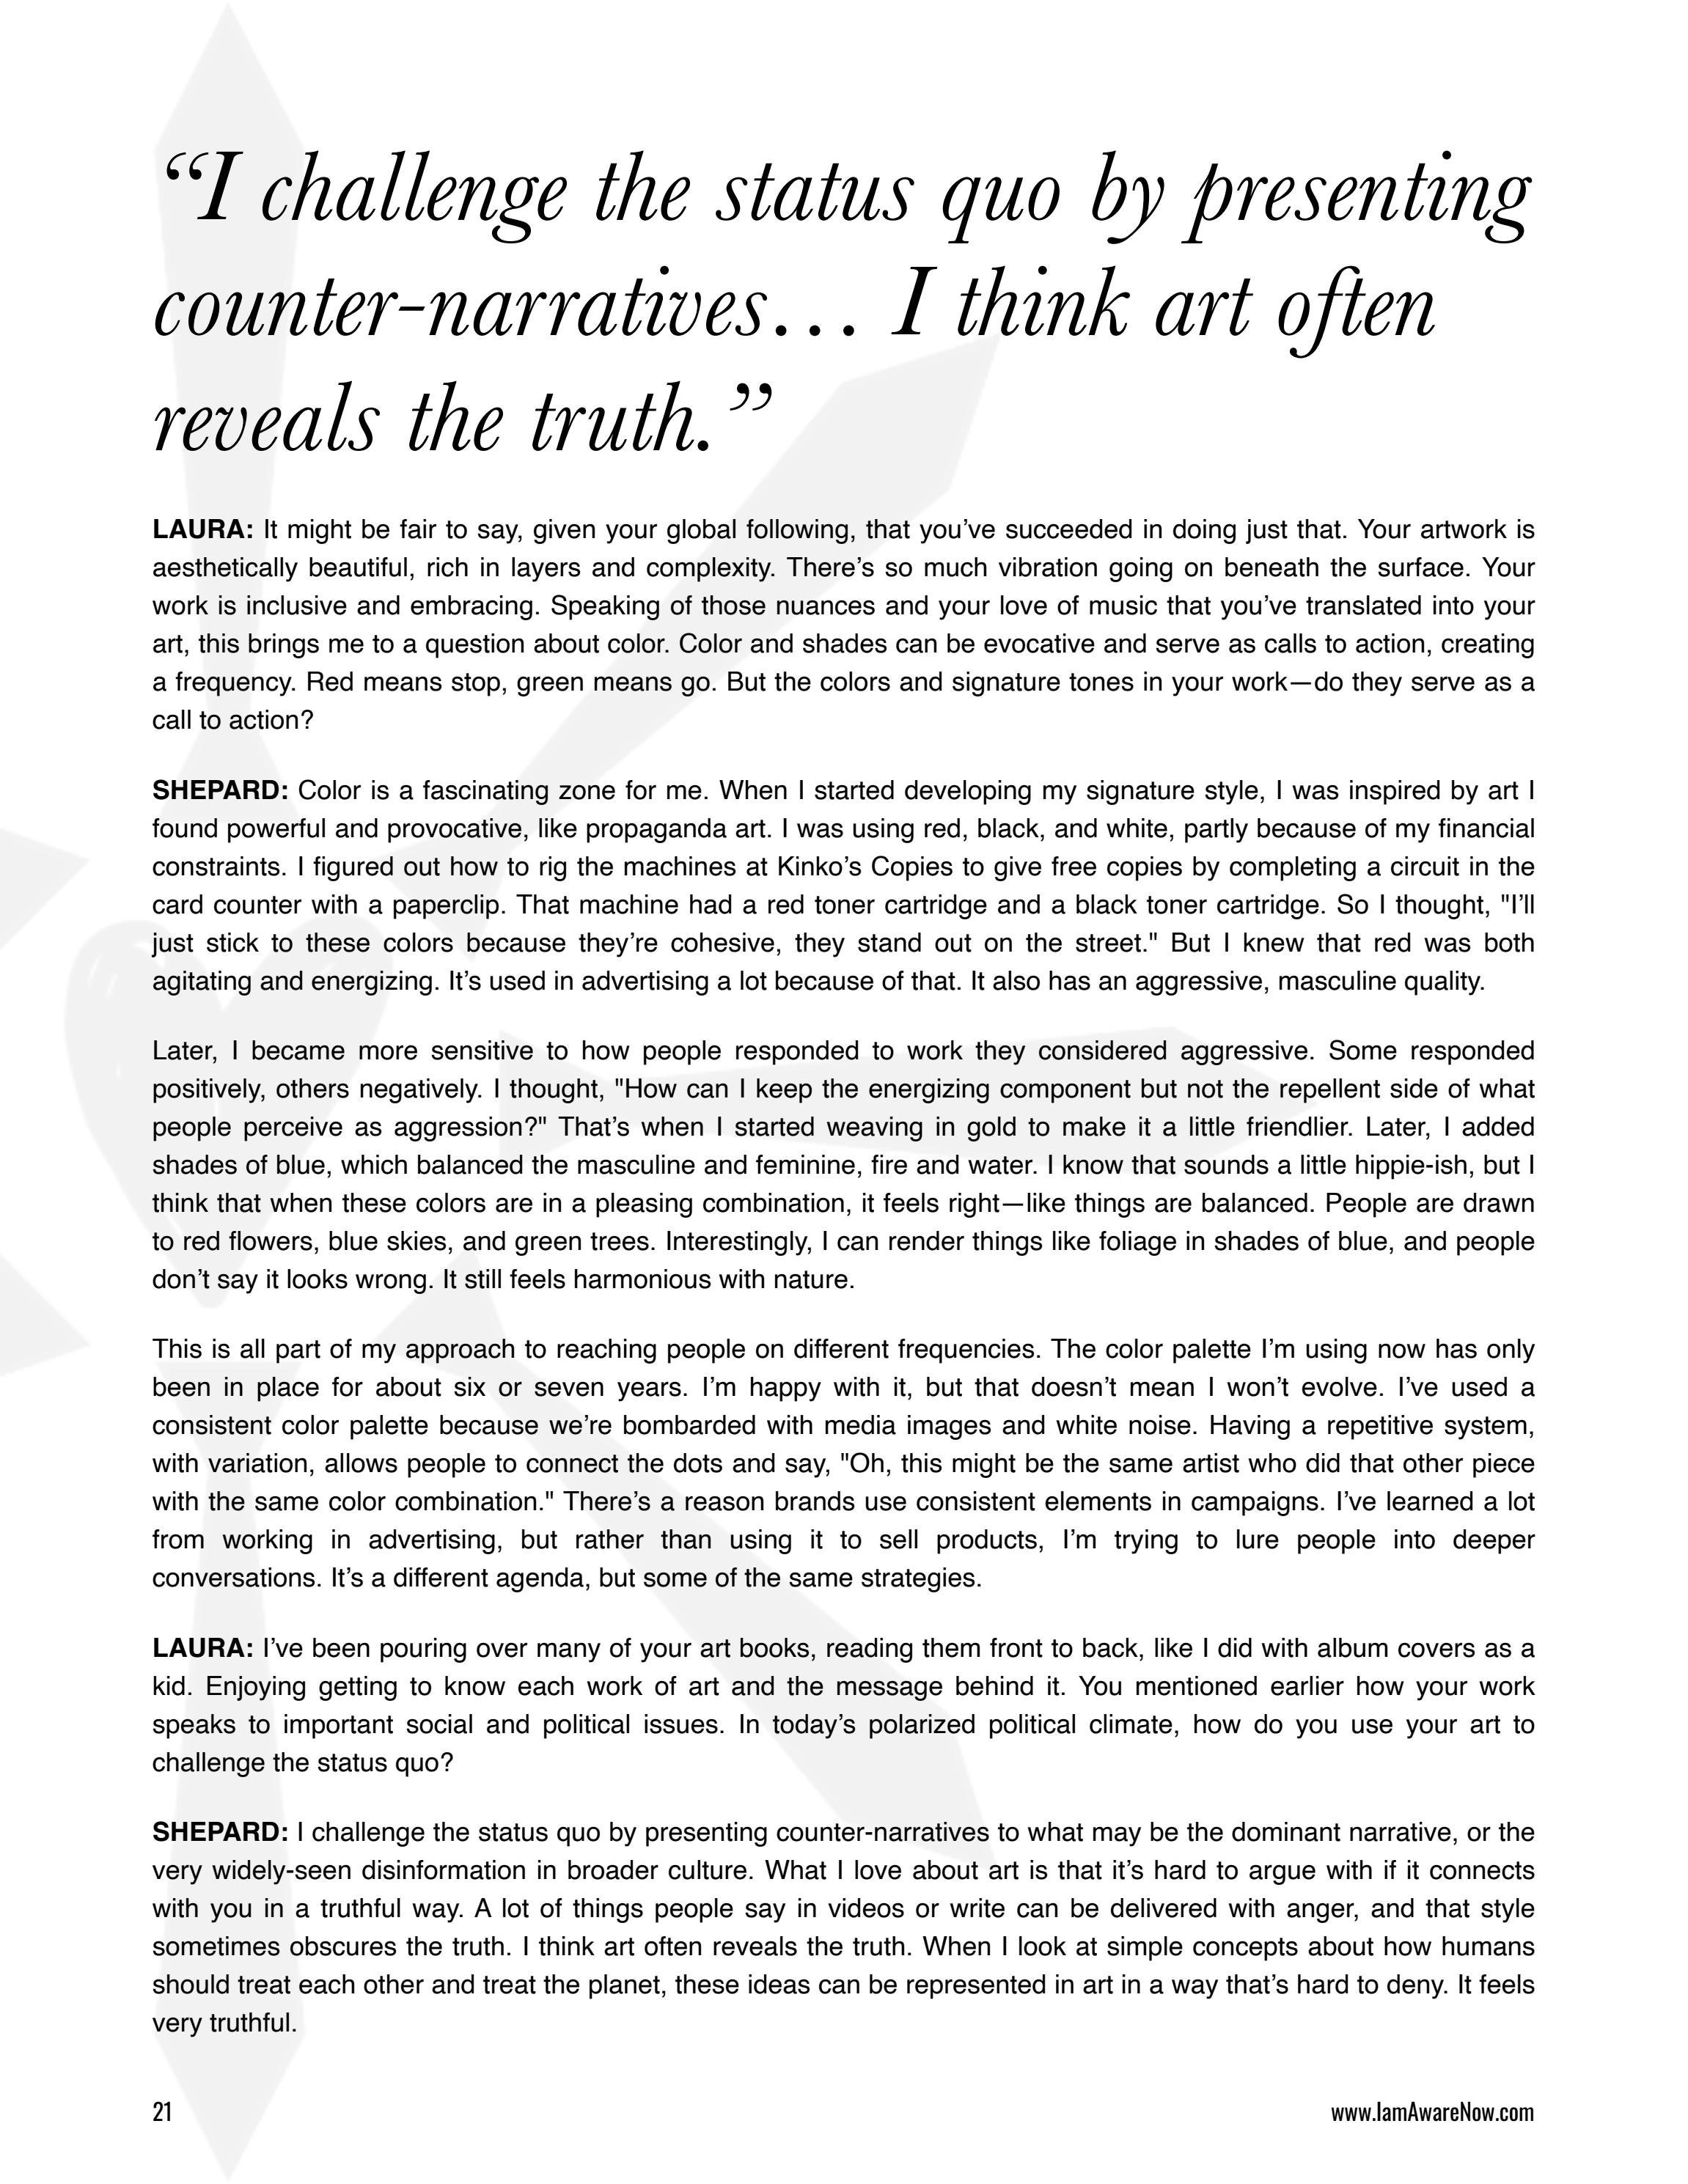 “I challenge the status quo by presenting
counter-narratives… I think art often
reveals the truth.”
LAURA: It might be fair to say, given your global following, that you’ve succeeded in doing just that. Your artwork is
aesthetically beautiful, rich in layers and complexity. There’s so much vibration going on beneath the surface. Your
work is inclusive and embracing. Speaking of those nuances and your love of music that you’ve translated into your
art, this brings me to a question about color. Color and shades can be evocative and serve as calls to action, creating
a frequency. Red means stop, green means go. But the colors and signature tones in your work—do they serve as a
call to action?
SHEPARD: Color is a fascinating zone for me. When I started developing my signature style, I was inspired by art I
found powerful and provocative, like propaganda art. I was using red, black, and white, partly because of my financial
constraints. I figured out how to rig the machines at Kinko’s Copies to give free copies by completing a circuit in the
card counter with a paperclip. That machine had a red toner cartridge and a black toner cartridge. So I thought, "I’ll
just stick to these colors because they’re cohesive, they stand out on the street." But I knew that red was both
agitating and energizing. It’s used in advertising a lot because of that. It also has an aggressive, masculine quality.
Later, I became more sensitive to how people responded to work they considered aggressive. Some responded
positively, others negatively. I thought, "How can I keep the energizing component but not the repellent side of what
people perceive as aggression?" That’s when I started weaving in gold to make it a little friendlier. Later, I added
shades of blue, which balanced the masculine and feminine, fire and water. I know that sounds a little hippie-ish, but I
think that when these colors are in a pleasing combination, it feels right—like things are balanced. People are drawn
to red flowers, blue skies, and green trees. Interestingly, I can render things like foliage in shades of blue, and people
don’t say it looks wrong. It still feels harmonious with nature.
This is all part of my approach to reaching people on different frequencies. The color palette I’m using now has only
been in place for about six or seven years. I’m happy with it, but that doesn’t mean I won’t evolve. I’ve used a
consistent color palette because we’re bombarded with media images and white noise. Having a repetitive system,
with variation, allows people to connect the dots and say, "Oh, this might be the same artist who did that other piece
with the same color combination." There’s a reason brands use consistent elements in campaigns. I’ve learned a lot
from working in advertising, but rather than using it to sell products, I’m trying to lure people into deeper
conversations. It’s a different agenda, but some of the same strategies.
LAURA: I’ve been pouring over many of your art books, reading them front to back, like I did with album covers as a
kid. Enjoying getting to know each work of art and the message behind it. You mentioned earlier how your work
speaks to important social and political issues. In today’s polarized political climate, how do you use your art to
challenge the status quo?
SHEPARD: I challenge the status quo by presenting counter-narratives to what may be the dominant narrative, or the
very widely-seen disinformation in broader culture. What I love about art is that it’s hard to argue with if it connects
with you in a truthful way. A lot of things people say in videos or write can be delivered with anger, and that style
sometimes obscures the truth. I think art often reveals the truth. When I look at simple concepts about how humans
should treat each other and treat the planet, these ideas can be represented in art in a way that’s hard to deny. It feels
very truthful.
21
www.IamAwareNow.com